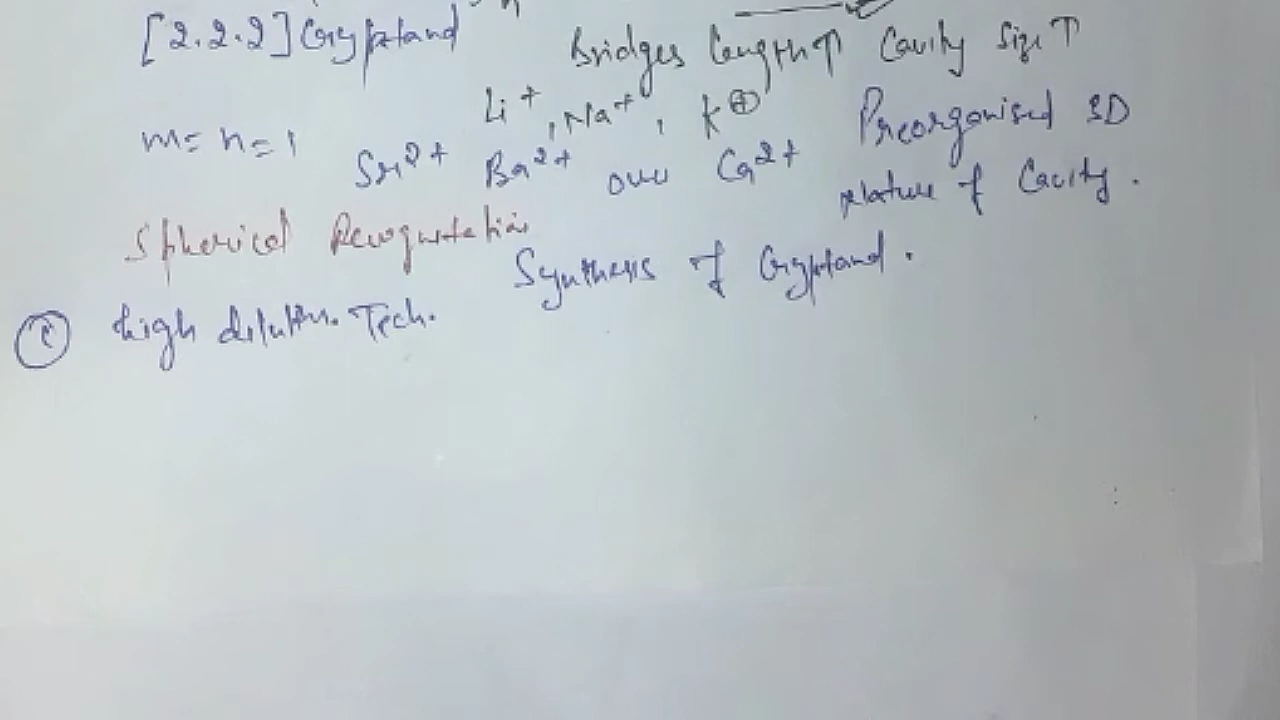 [2.2.2] Cryptand
Bridges length↑ Cavity Size↑
Li⁺, Na⁺, K⊕
m = n = 1
Sr²⁺ Ba²⁺ over Ca²⁺
Preorganised 3D
nature of Cavity.
Spherical Recognition
Synthesis of Cryptand.
① high dilution. Tech.